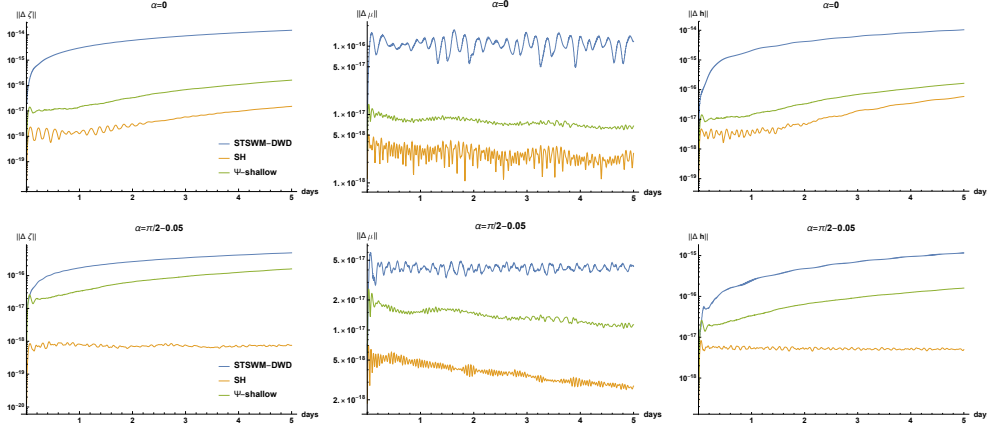 α=0
||Δ ζ||
10⁻¹⁴
10⁻¹⁵
10⁻¹⁶
10⁻¹⁷
10⁻¹⁸
10⁻¹⁹
STSWM-DWD
SH
Ψ-shallow
1 2 3 4 5 days
α=0
||Δ μ||
1.×10⁻¹⁶
5.×10⁻¹⁷
1.×10⁻¹⁷
5.×10⁻¹⁸
1.×10⁻¹⁸
1 2 3 4 5 days
α=0
||Δ h||
10⁻¹⁴
10⁻¹⁵
10⁻¹⁶
10⁻¹⁷
10⁻¹⁸
10⁻¹⁹
1 2 3 4 5 day
α=π/2-0.05
||Δ ζ||
10⁻¹⁶
10⁻¹⁷
10⁻¹⁸
10⁻¹⁹
10⁻²⁰
STSWM-DWD
SH
Ψ-shallow
1 2 3 4 5 days
α=π/2-0.05
||Δ μ||
5.×10⁻¹⁷
2.×10⁻¹⁷
1.×10⁻¹⁷
5.×10⁻¹⁸
2.×10⁻¹⁸
1 2 3 4 5 days
α=π/2-0.05
||Δ h||
10⁻¹⁵
10⁻¹⁶
10⁻¹⁷
10⁻¹⁸
1 2 3 4 5 day